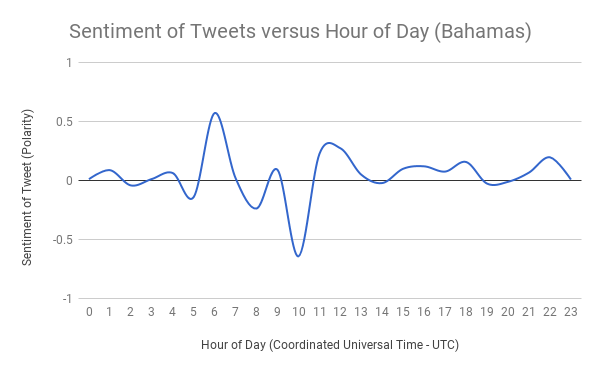 Sentiment of Tweets versus Hour of Day (Bahamas)
Sentiment of Tweet (Polarity)
1
0.5
0
-0.5
-1
0 1 2 3 4 5 6 7 8 9 10 11 12 13 14 15 16 17 18 19 20 21 22 23
Hour of Day (Coordinated Universal Time - UTC)